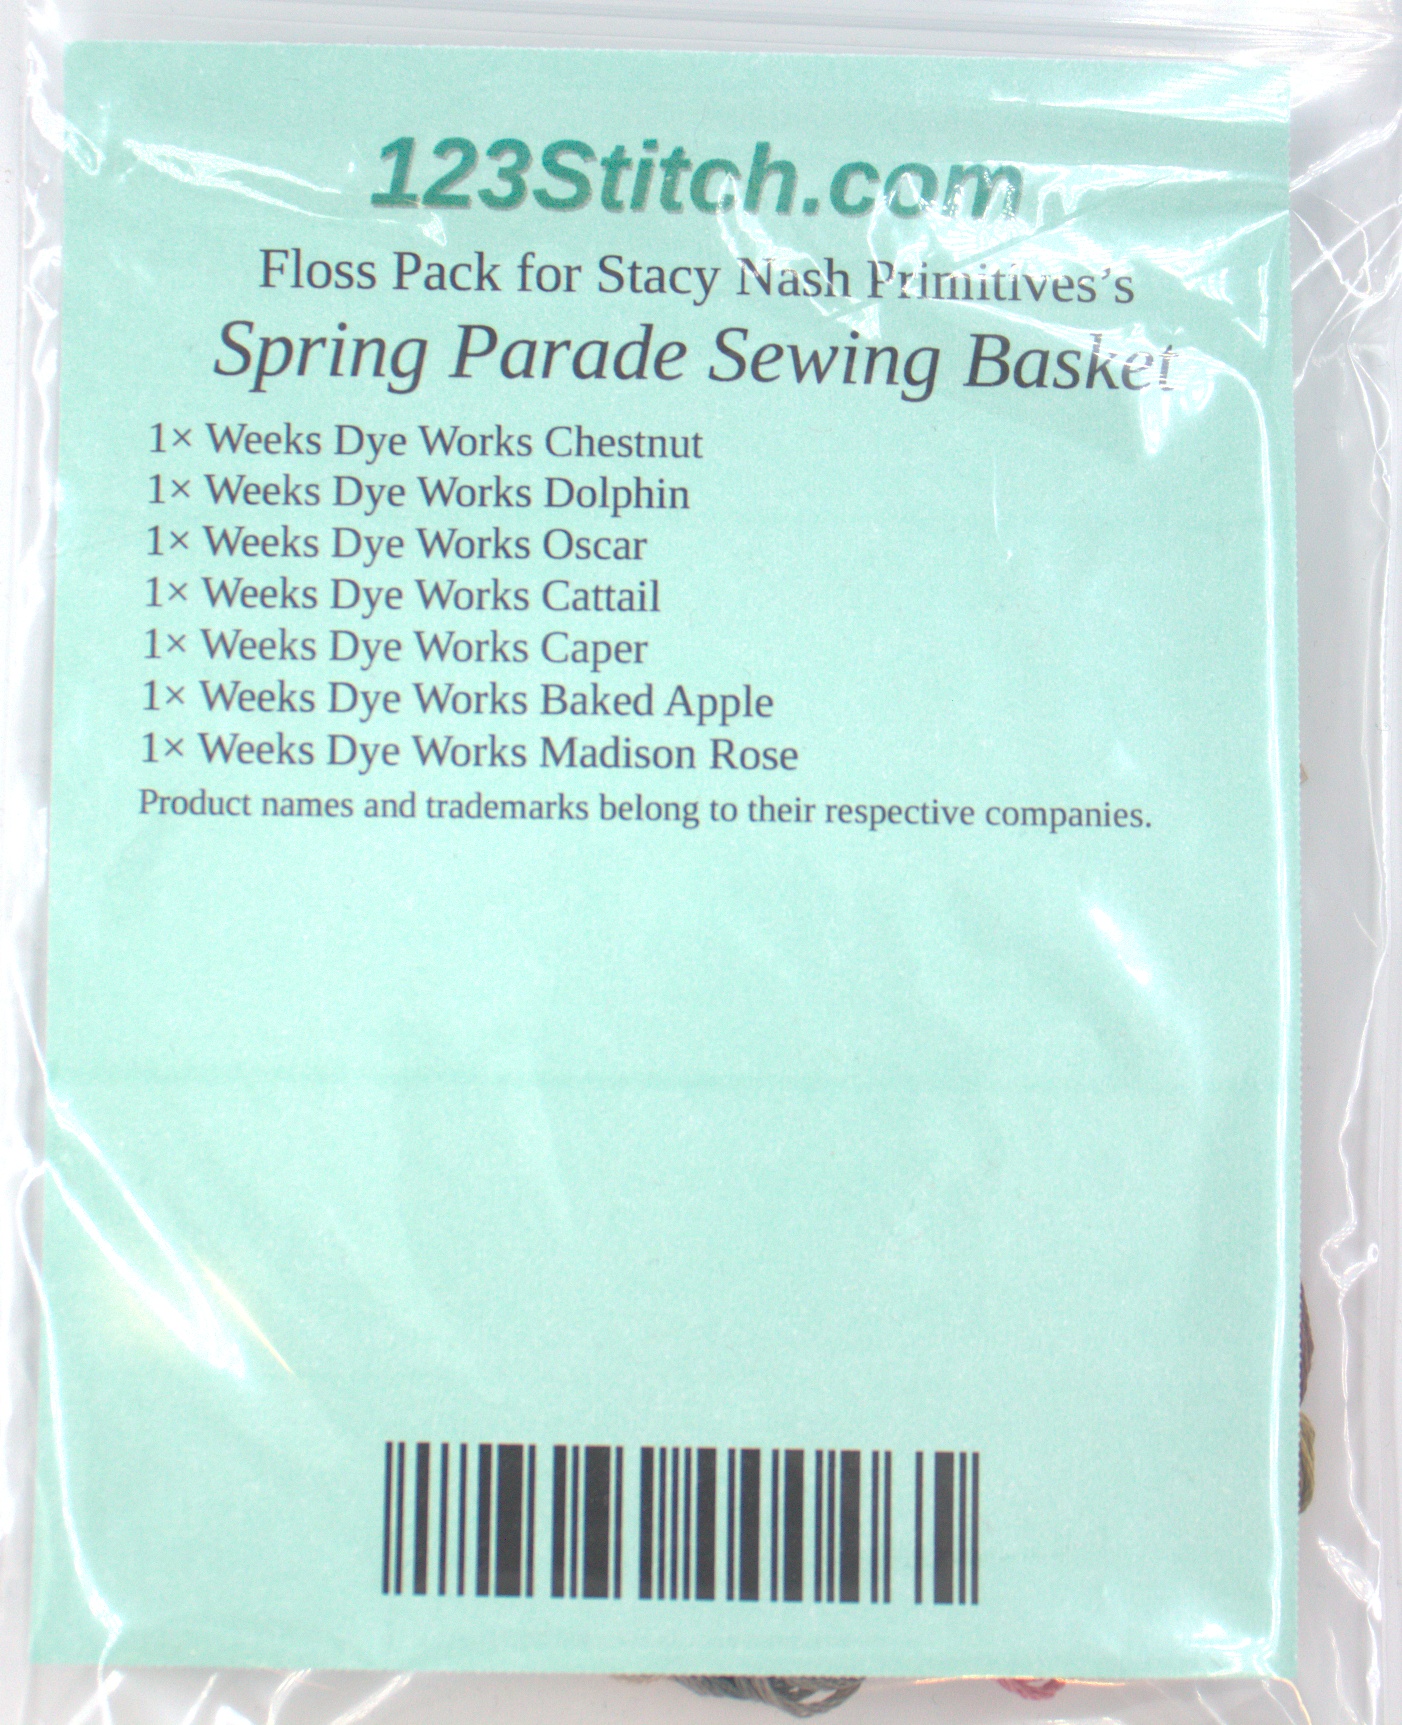 123Stitch.com
Floss Pack for Stacy Nash Primitives’s
Spring Parade Sewing Basket
1× Weeks Dye Works Chestnut
1× Weeks Dye Works Dolphin
1× Weeks Dye Works Oscar
1× Weeks Dye Works Cattail
1× Weeks Dye Works Caper
1× Weeks Dye Works Baked Apple
1× Weeks Dye Works Madison Rose
Product names and trademarks belong to their respective companies.